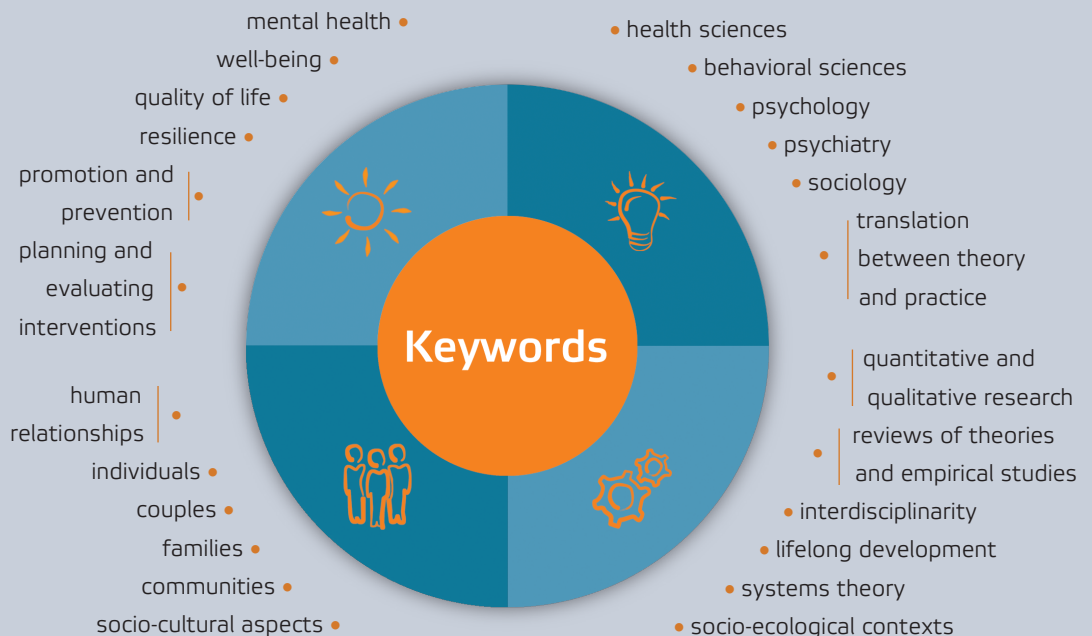 mental health
well-being
quality of life
resilience
promotion and
prevention
planning and
evaluating
interventions
human
relationships
individuals
couples
families
communities
socio-cultural aspects
Keywords
health sciences
behavioral sciences
psychology
psychiatry
sociology
translation
between theory
and practice
quantitative and
qualitative research
reviews of theories
and empirical studies
interdisciplinarity
lifelong development
systems theory
socio-ecological contexts